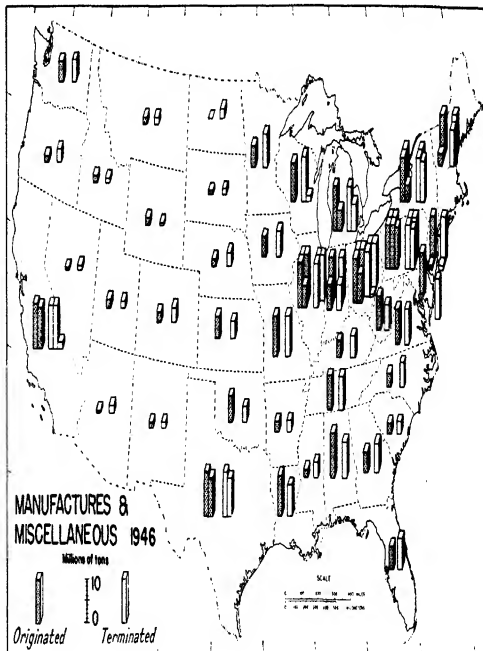 MANUFACTURES &
MISCELLANEOUS 1946
Millions of tons
10
0
Originated
Terminated
SCALE